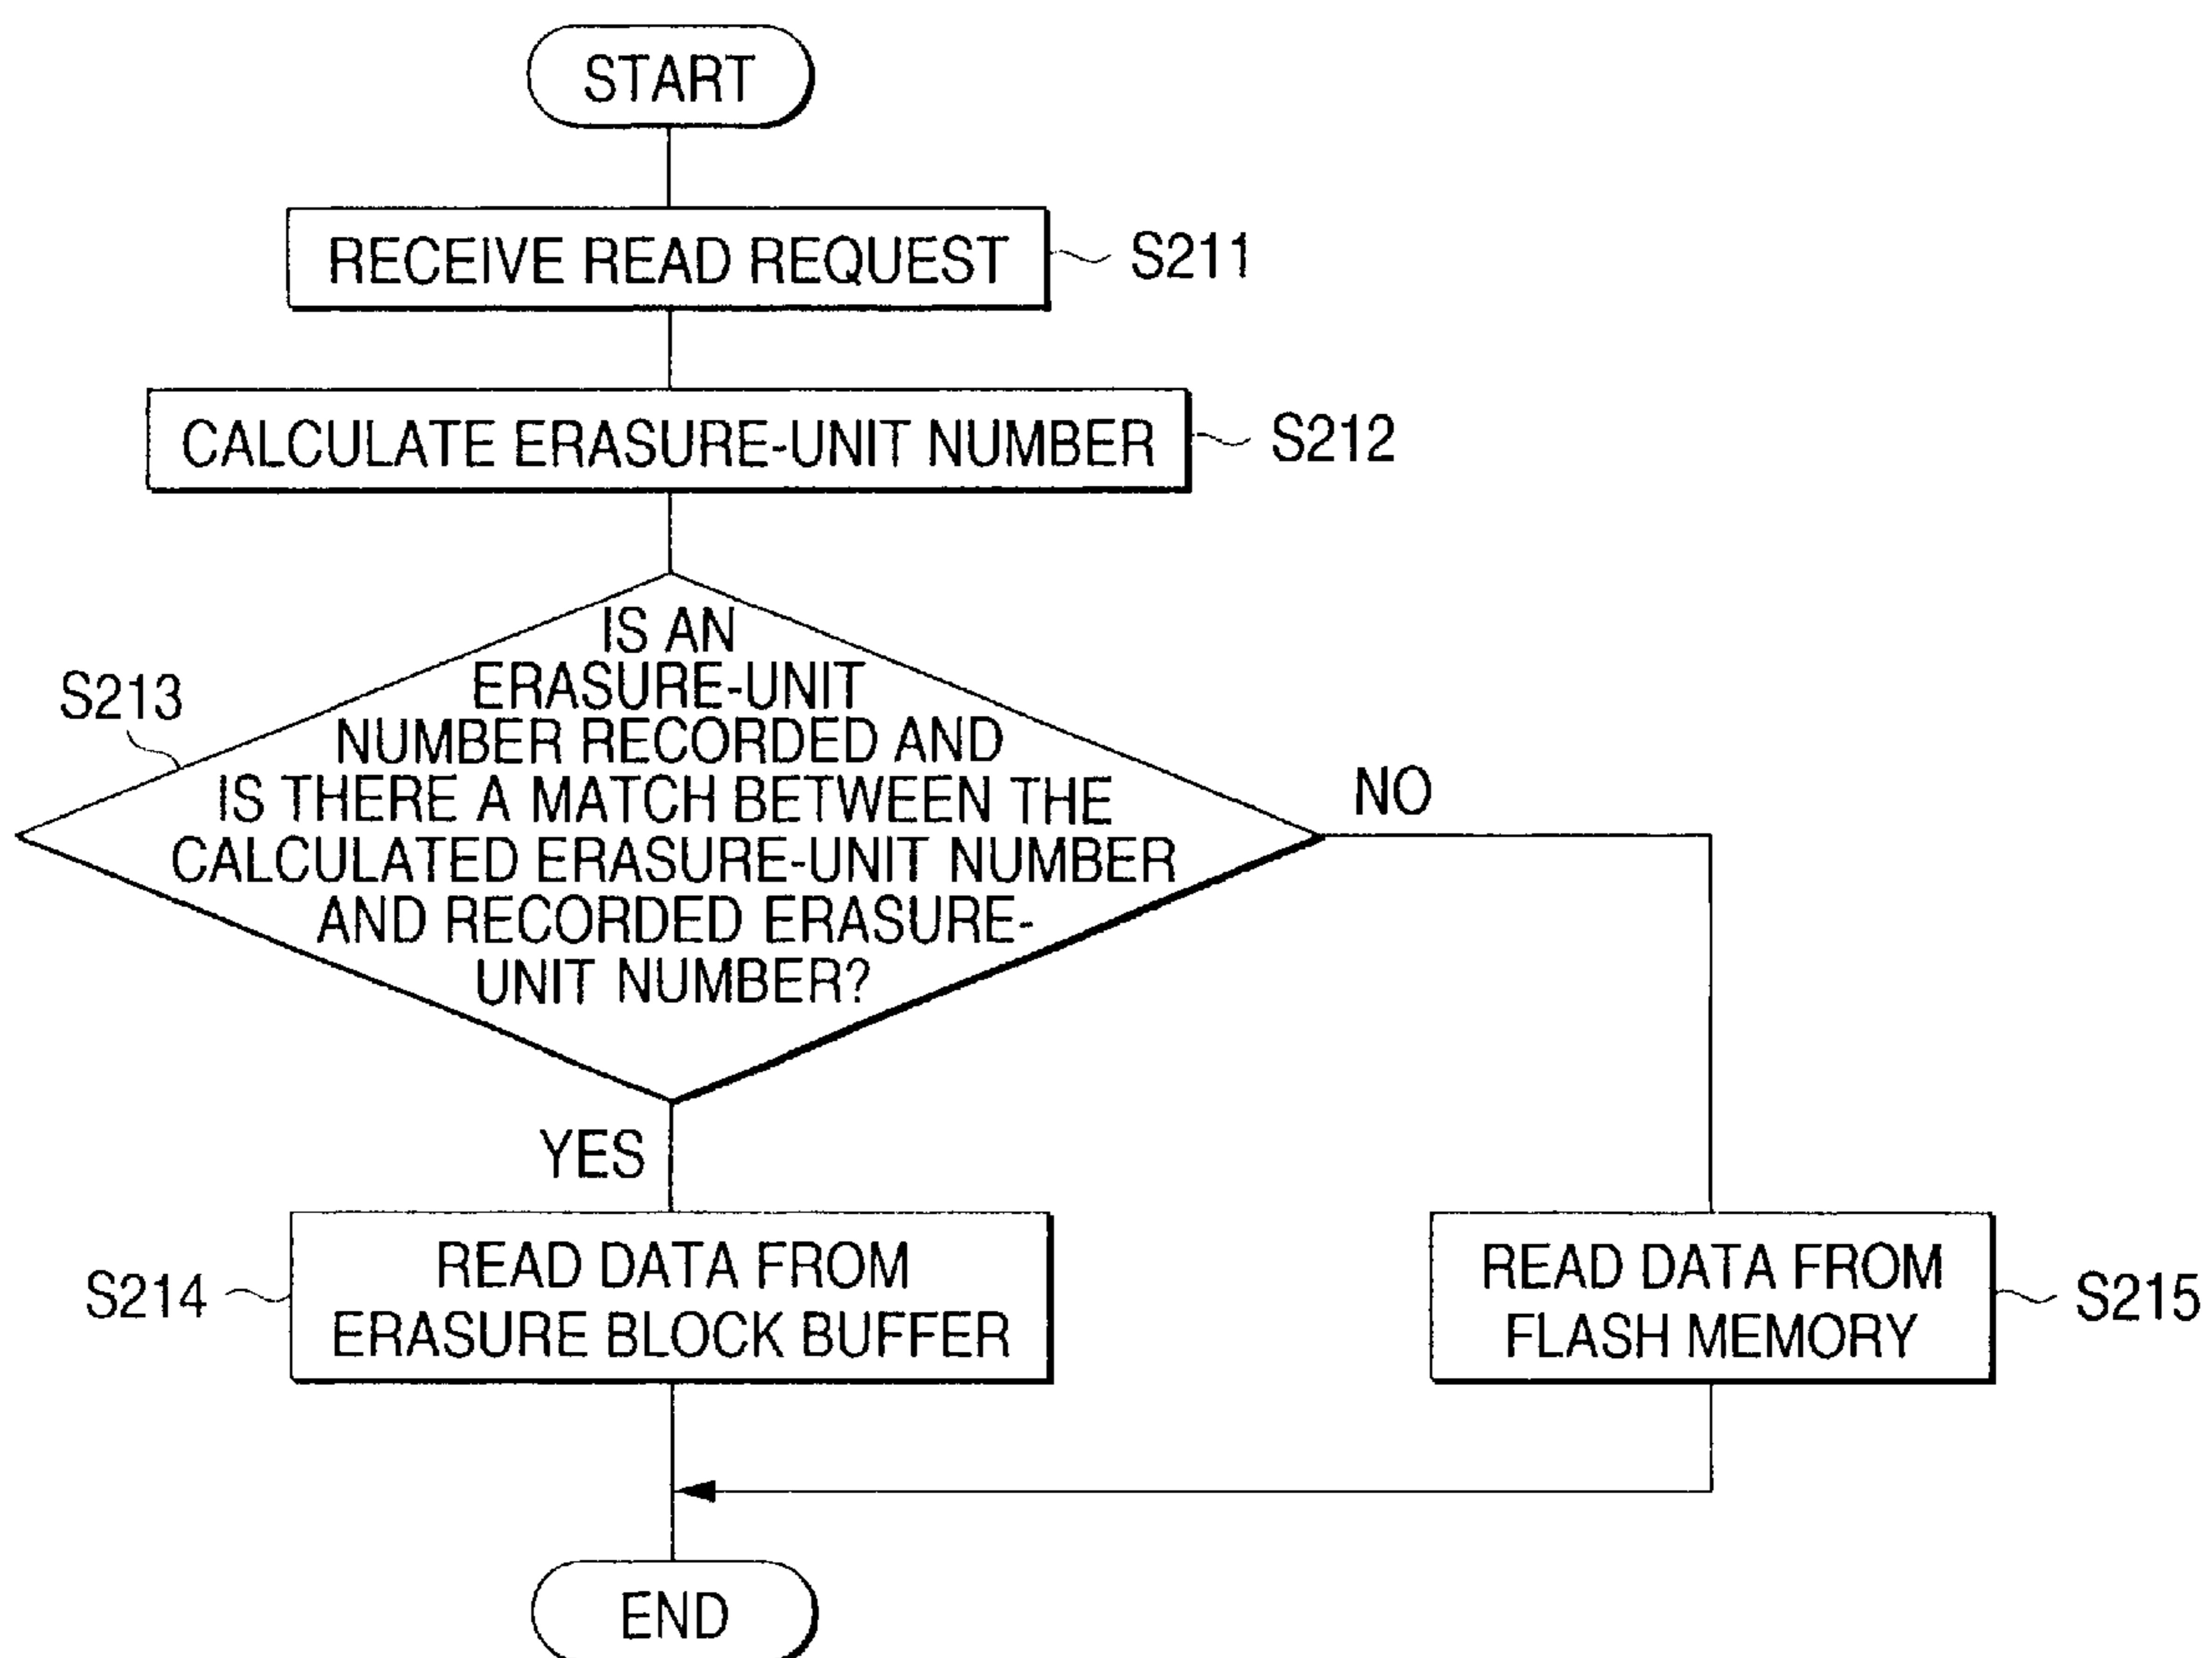 START
RECEIVE READ REQUEST
S211
CALCULATE ERASURE-UNIT NUMBER
S212
S213
IS AN
ERASURE-UNIT
NUMBER RECORDED AND
IS THERE A MATCH BETWEEN THE
CALCULATED ERASURE-UNIT NUMBER
AND RECORDED ERASURE-
UNIT NUMBER?
NO
YES
S214
READ DATA FROM
ERASURE BLOCK BUFFER
READ DATA FROM
FLASH MEMORY
S215
END